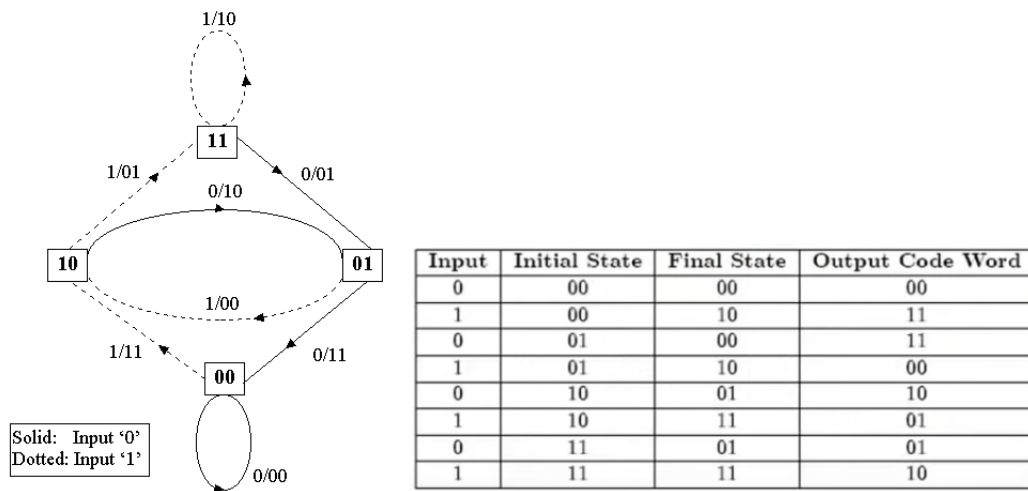 1/10
11
1/01
0/01
0/10
10
01
1/00
1/11
0/11
00
0/00
Solid: Input ‘0’
Dotted: Input ‘1’
Input Initial State Final State Output Code Word
0 00 00 00
1 00 10 11
0 01 00 11
1 01 10 00
0 10 01 10
1 10 11 01
0 11 01 01
1 11 11 10